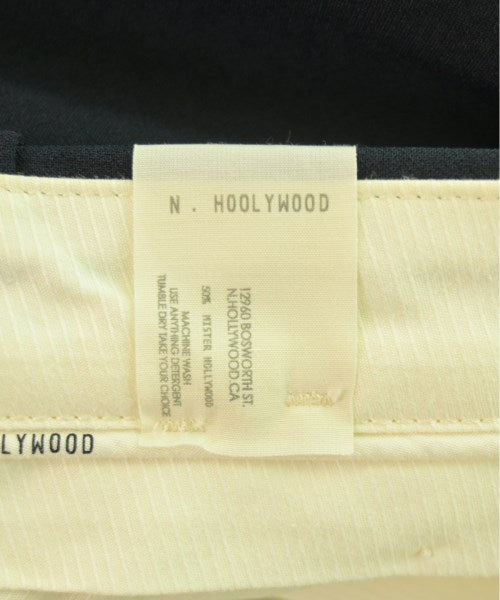 N . HOOLYWOOD
12960 BOSWORTH ST.
N.HOLLYWOOD CA
50% MISTER HOLLYWOOD
MACHINE WASH
USE ANYTHING DETERGENT
TUMBLE DRY TAKE YOUR CHOICE
OLYWOOD